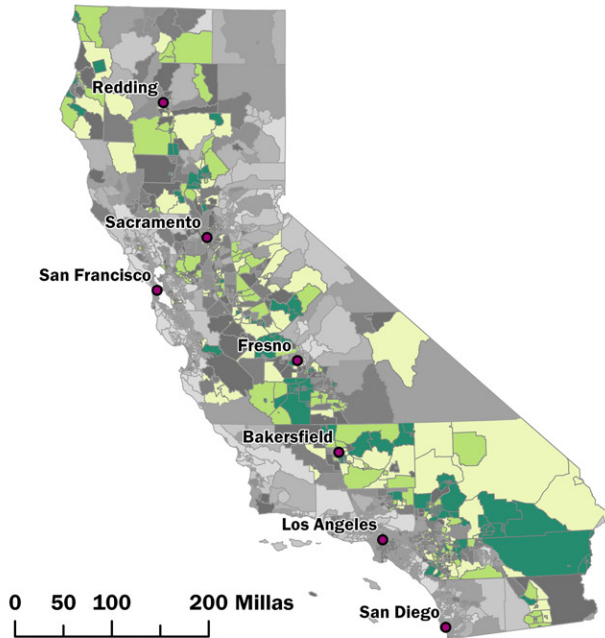 Redding
Sacramento
San Francisco
Fresno
Bakersfield
Los Angeles
0 50 100 200 Millas
San Diego